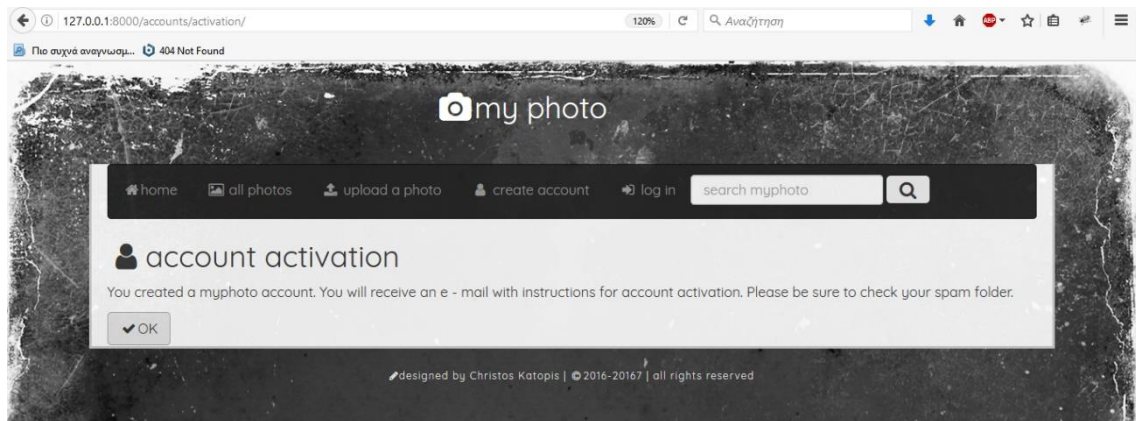 127.0.0.1:8000/accounts/activation/ 120% Αναζήτηση ABP
Πιο συχνά αναγνωσμ... 404 Not Found
my photo
home all photos upload a photo create account log in search myphoto
account activation
You created a myphoto account. You will receive an e - mail with instructions for account activation. Please be sure to check your spam folder.
OK
designed by Christos Katopis | © 2016-20167 | all rights reserved